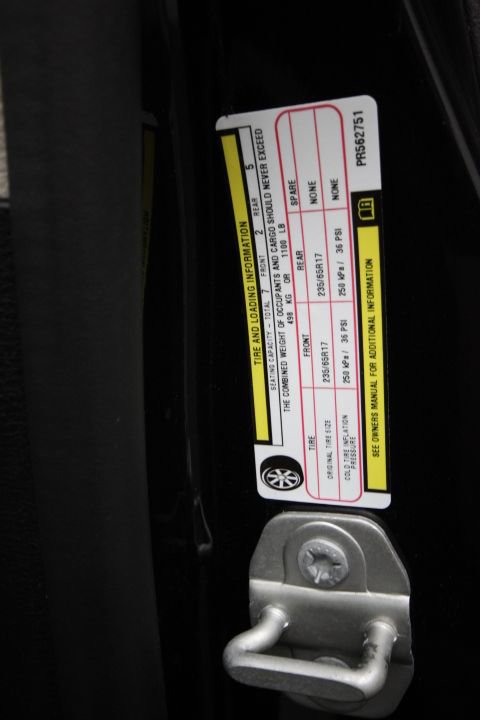 TIRE AND LOADING INFORMATION
SEATING CAPACITY - TOTAL 7 FRONT 2 REAR 5
THE COMBINED WEIGHT OF OCCUPANTS AND CARGO SHOULD NEVER EXCEED
498 KG OR 1100 LB
TIRE FRONT REAR SPARE
ORIGINAL TIRE SIZE 235/65R17 235/65R17 NONE
COLD TIRE INFLATION PRESSURE 250 kPa / 36 PSI 250 kPa / 36 PSI NONE
SEE OWNERS MANUAL FOR ADDITIONAL INFORMATION
PR562751